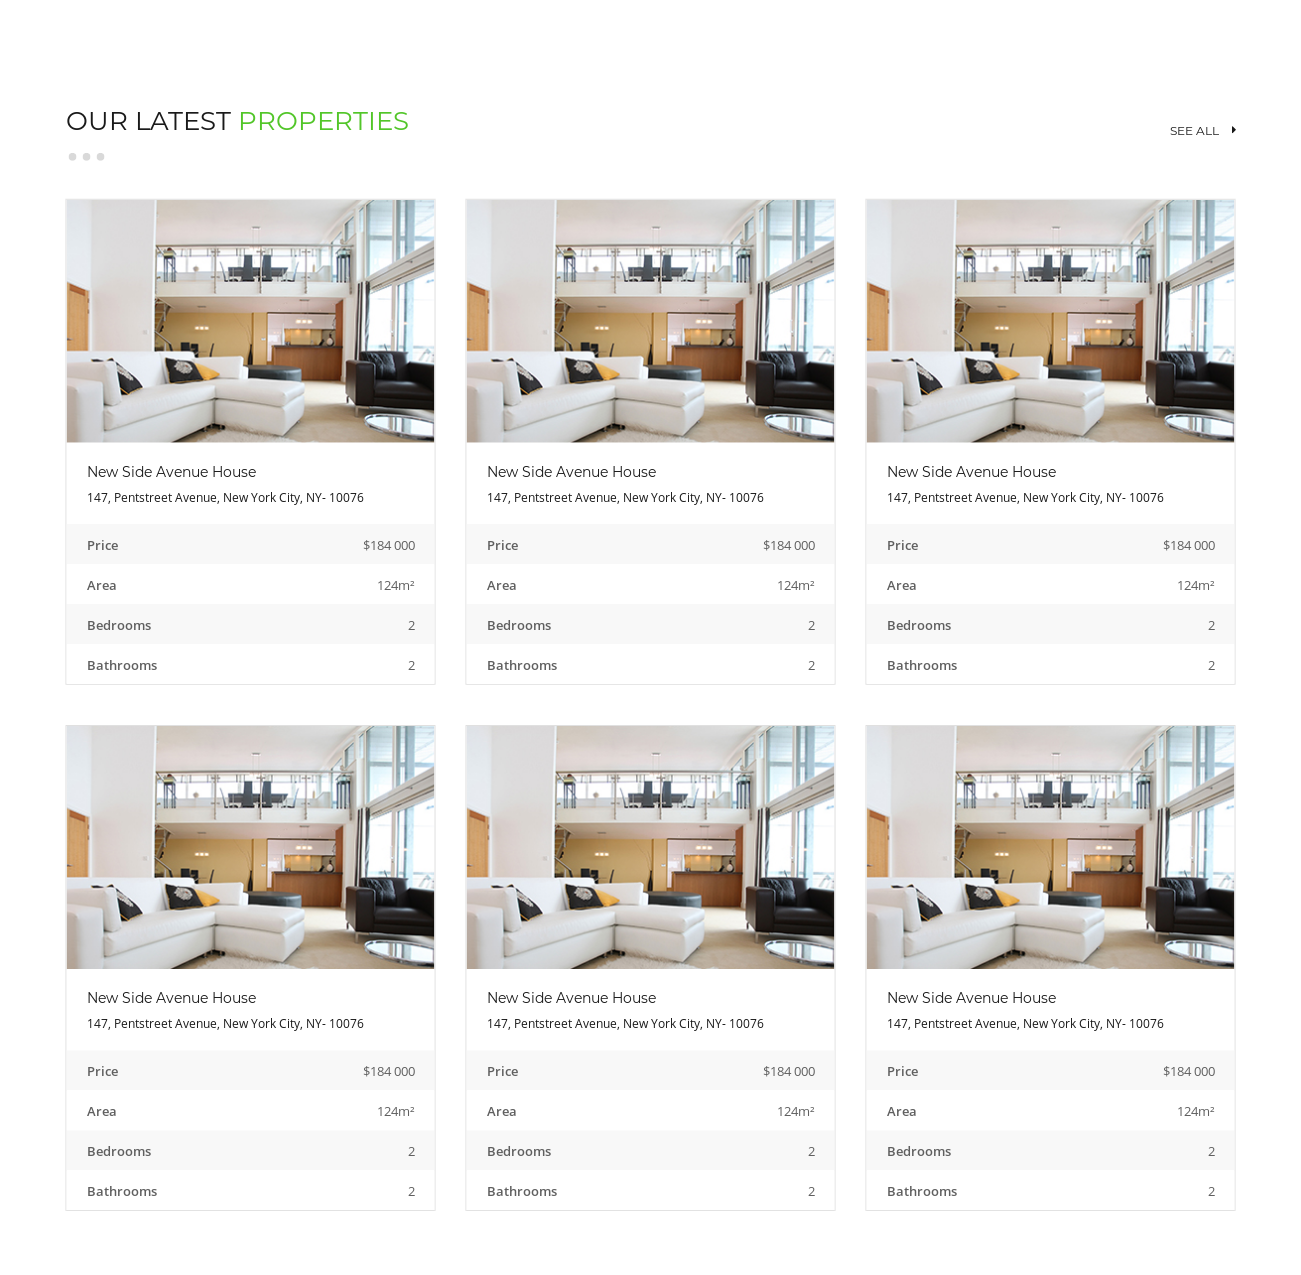 OUR LATEST PROPERTIES
SEE ALL
New Side Avenue House
147, Pentstreet Avenue, New York City, NY- 10076
Price $184 000
Area 124m²
Bedrooms 2
Bathrooms 2
New Side Avenue House
147, Pentstreet Avenue, New York City, NY- 10076
Price $184 000
Area 124m²
Bedrooms 2
Bathrooms 2
New Side Avenue House
147, Pentstreet Avenue, New York City, NY- 10076
Price $184 000
Area 124m²
Bedrooms 2
Bathrooms 2
New Side Avenue House
147, Pentstreet Avenue, New York City, NY- 10076
Price $184 000
Area 124m²
Bedrooms 2
Bathrooms 2
New Side Avenue House
147, Pentstreet Avenue, New York City, NY- 10076
Price $184 000
Area 124m²
Bedrooms 2
Bathrooms 2
New Side Avenue House
147, Pentstreet Avenue, New York City, NY- 10076
Price $184 000
Area 124m²
Bedrooms 2
Bathrooms 2